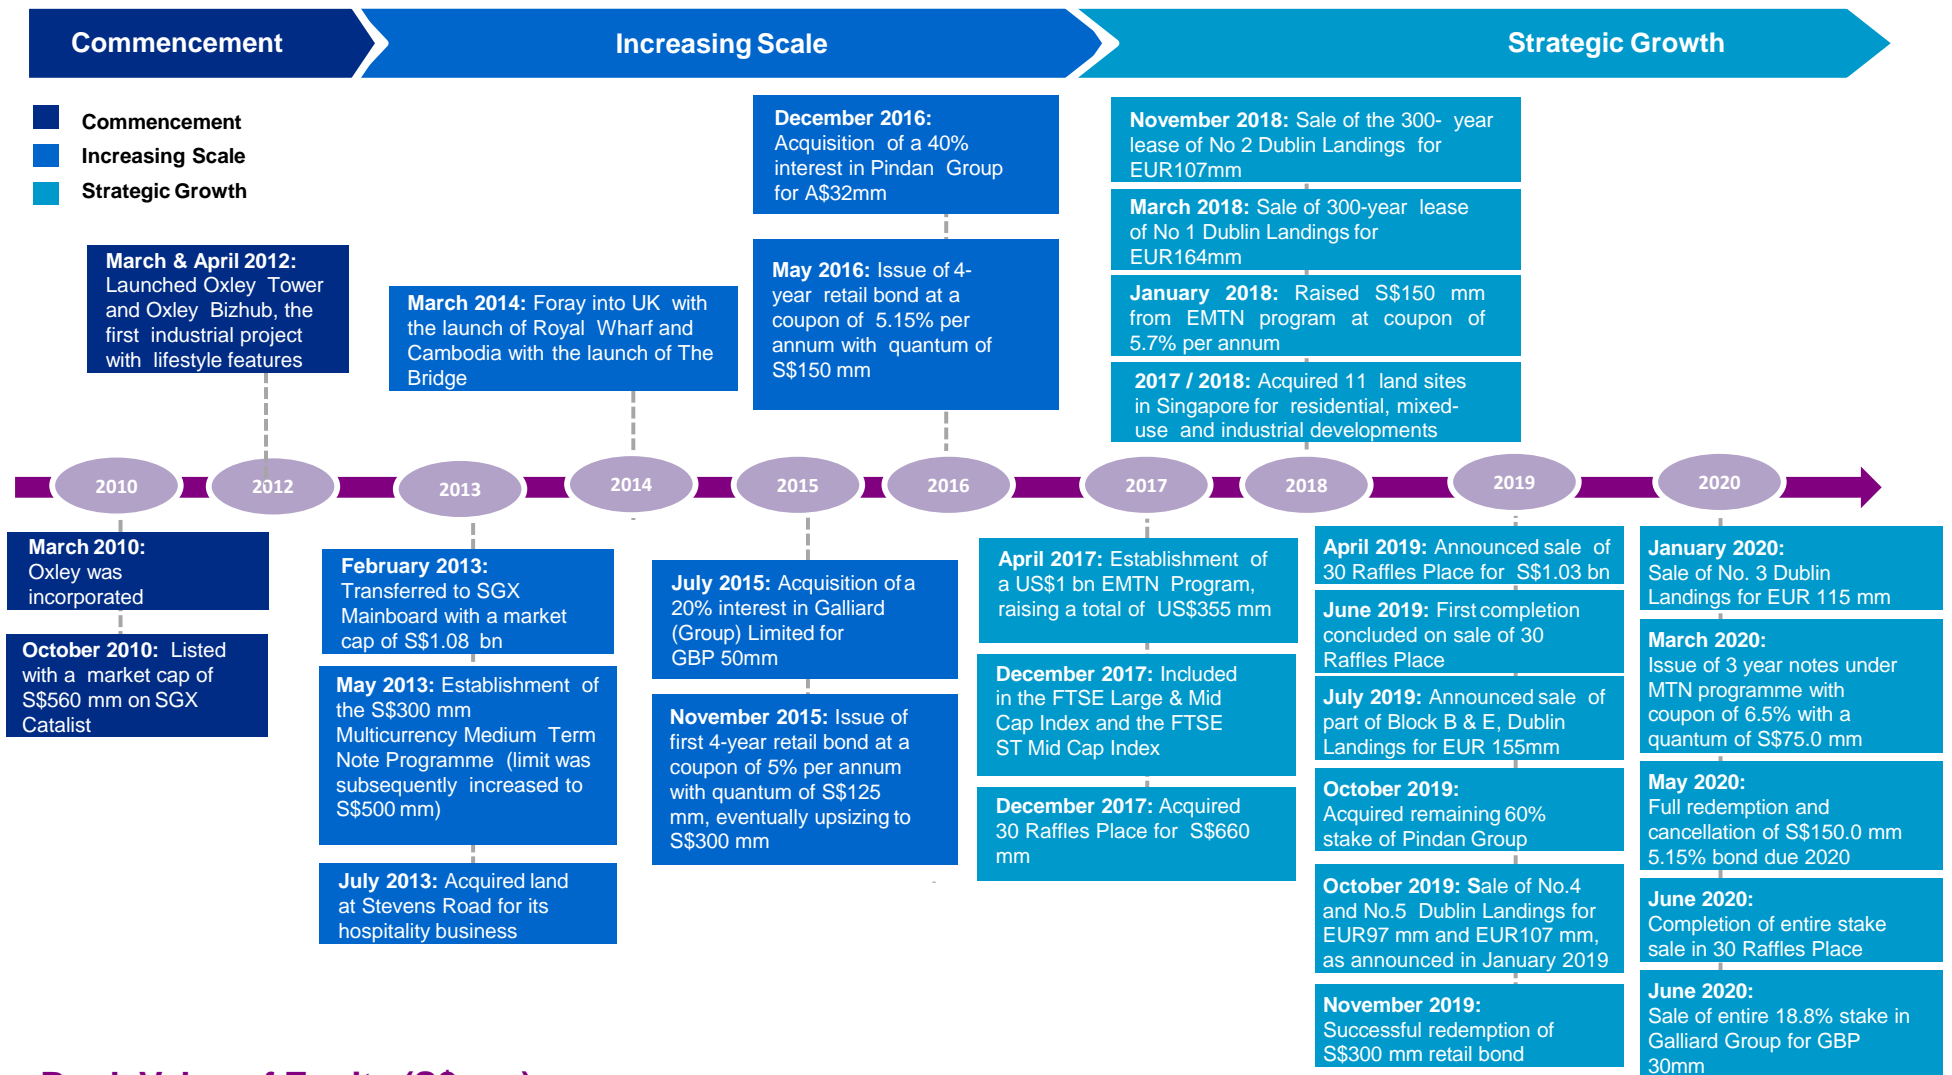 Commencement
Increasing Scale
Strategic Growth
Commencement
Increasing Scale
Strategic Growth
March & April 2012:
Launched Oxley Tower
and Oxley Bizhub, the
first industrial project
with lifestyle features
March 2014: Foray into UK with
the launch of Royal Wharf and
Cambodia with the launch of The
Bridge
December 2016:
Acquisition of a 40%
interest in Pindan Group
for A$32mm
May 2016: Issue of 4-
year retail bond at a
coupon of 5.15% per
annum with quantum of
S$150 mm
November 2018: Sale of the 300- year
lease of No 2 Dublin Landings for
EUR107mm
March 2018: Sale of 300-year lease
of No 1 Dublin Landings for
EUR164mm
January 2018: Raised S$150 mm
from EMTN program at coupon of
5.7% per annum
2017 / 2018: Acquired 11 land sites
in Singapore for residential, mixed-
use and industrial developments
2010
2012
2013
2014
2015
2016
2017
2018
2019
2020
March 2010:
Oxley was
incorporated
October 2010: Listed
with a market cap of
S$560 mm on SGX
Catalist
February 2013:
Transferred to SGX
Mainboard with a market
cap of S$1.08 bn
May 2013: Establishment of
the S$300 mm
Multicurrency Medium Term
Note Programme (limit was
subsequently increased to
S$500 mm)
July 2013: Acquired land
at Stevens Road for its
hospitality business
July 2015: Acquisition of a
20% interest in Galliard
(Group) Limited for
GBP 50mm
November 2015: Issue of
first 4-year retail bond at a
coupon of 5% per annum
with quantum of S$125
mm, eventually upsizing to
S$300 mm
April 2017: Establishment of
a US$1 bn EMTN Program,
raising a total of US$355 mm
December 2017: Included
in the FTSE Large & Mid
Cap Index and the FTSE
ST Mid Cap Index
December 2017: Acquired
30 Raffles Place for S$660
mm
April 2019: Announced sale of
30 Raffles Place for S$1.03 bn
June 2019: First completion
concluded on sale of 30
Raffles Place
July 2019: Announced sale of
part of Block B & E, Dublin
Landings for EUR 155mm
October 2019:
Acquired remaining 60%
stake of Pindan Group
October 2019: Sale of No.4
and No.5 Dublin Landings for
EUR97 mm and EUR107 mm,
as announced in January 2019
November 2019:
Successful redemption of
S$300 mm retail bond
January 2020:
Sale of No. 3 Dublin
Landings for EUR 115 mm
March 2020:
Issue of 3 year notes under
MTN programme with
coupon of 6.5% with a
quantum of S$75.0 mm
May 2020:
Full redemption and
cancellation of S$150.0 mm
5.15% bond due 2020
June 2020:
Completion of entire stake
sale in 30 Raffles Place
June 2020:
Sale of entire 18.8% stake in
Galliard Group for GBP
30mm